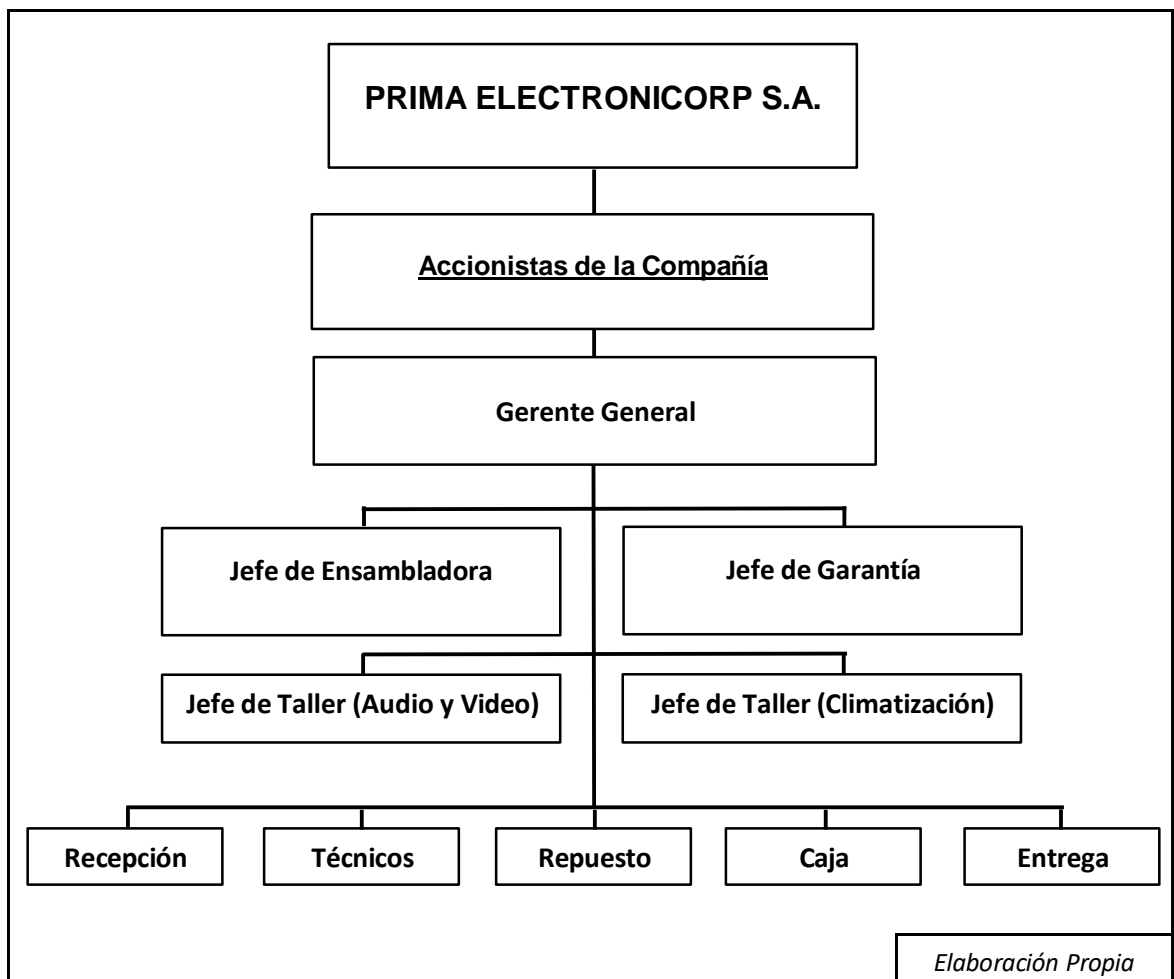 PRIMA ELECTRONICORP S.A.
Accionistas de la Compañía
Gerente General
Jefe de Ensambladora
Jefe de Garantía
Jefe de Taller (Audio y Video)
Jefe de Taller (Climatización)
Recepción
Técnicos
Repuesto
Caja
Entrega
Elaboración Propia